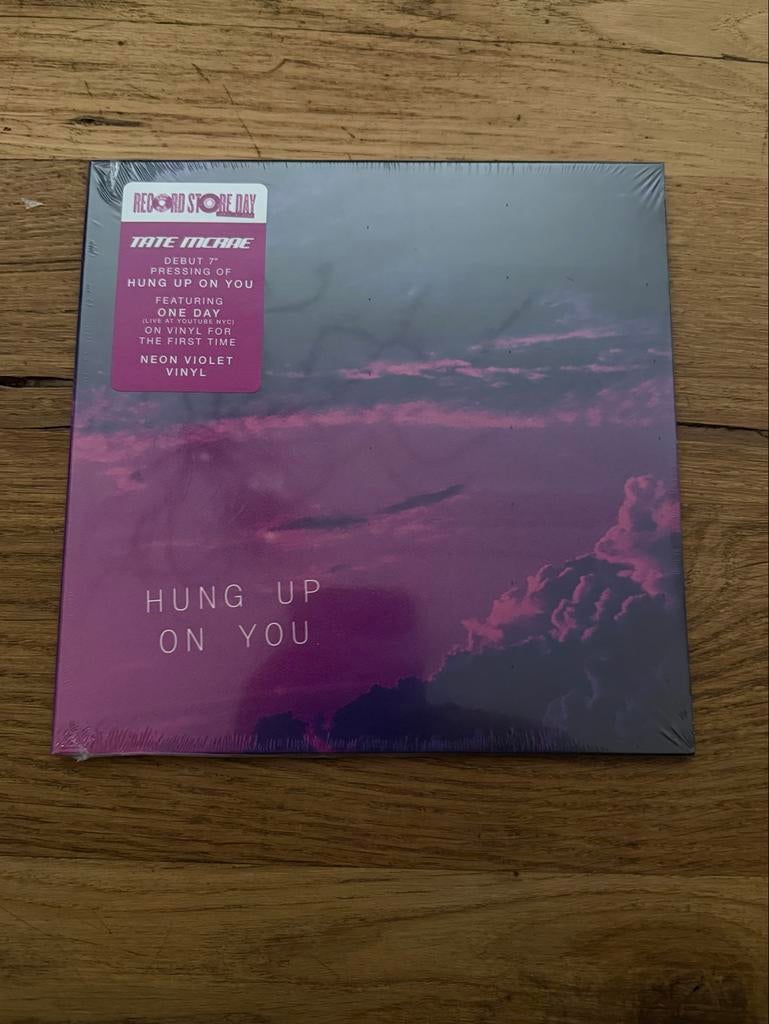 RECORD STORE DAY
TATE MCRAE
DEBUT 7"
PRESSING OF
HUNG UP ON YOU
FEATURING
ONE DAY
(LIVE AT YOUTUBE NYC)
ON VINYL FOR
THE FIRST TIME
NEON VIOLET
VINYL
HUNG UP
ON YOU